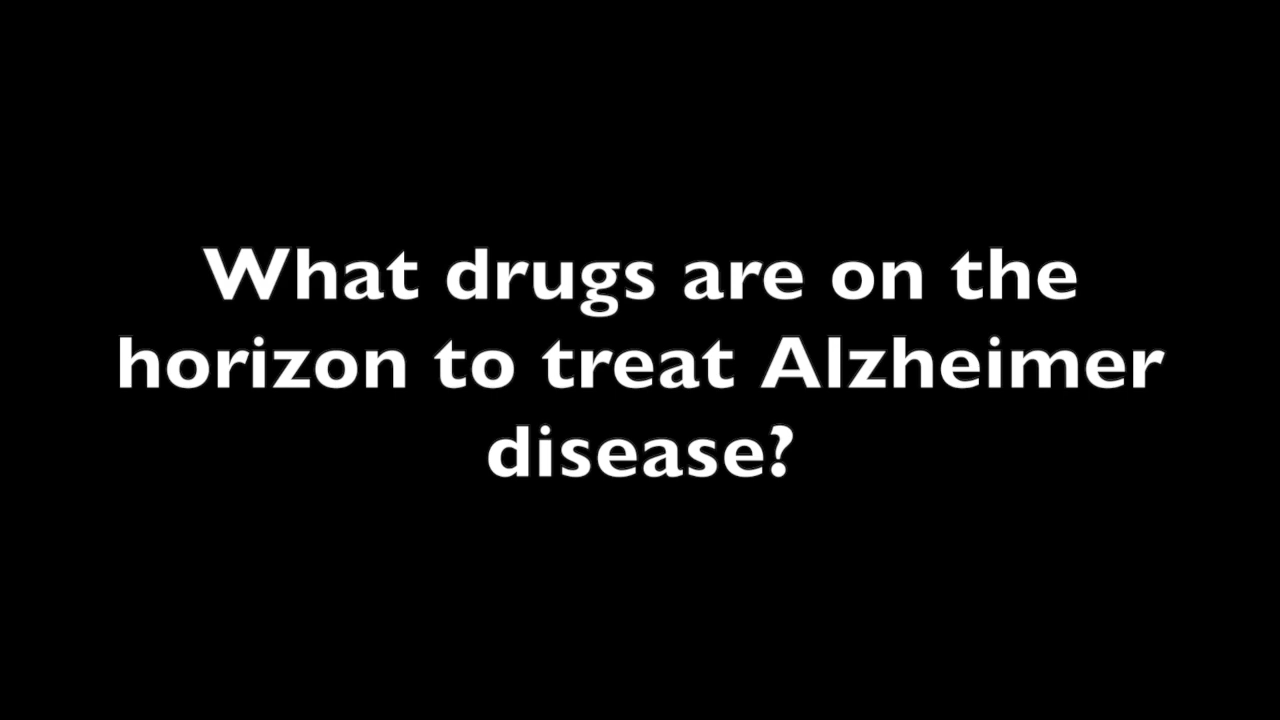 What drugs are on the
horizon to treat Alzheimer
disease?